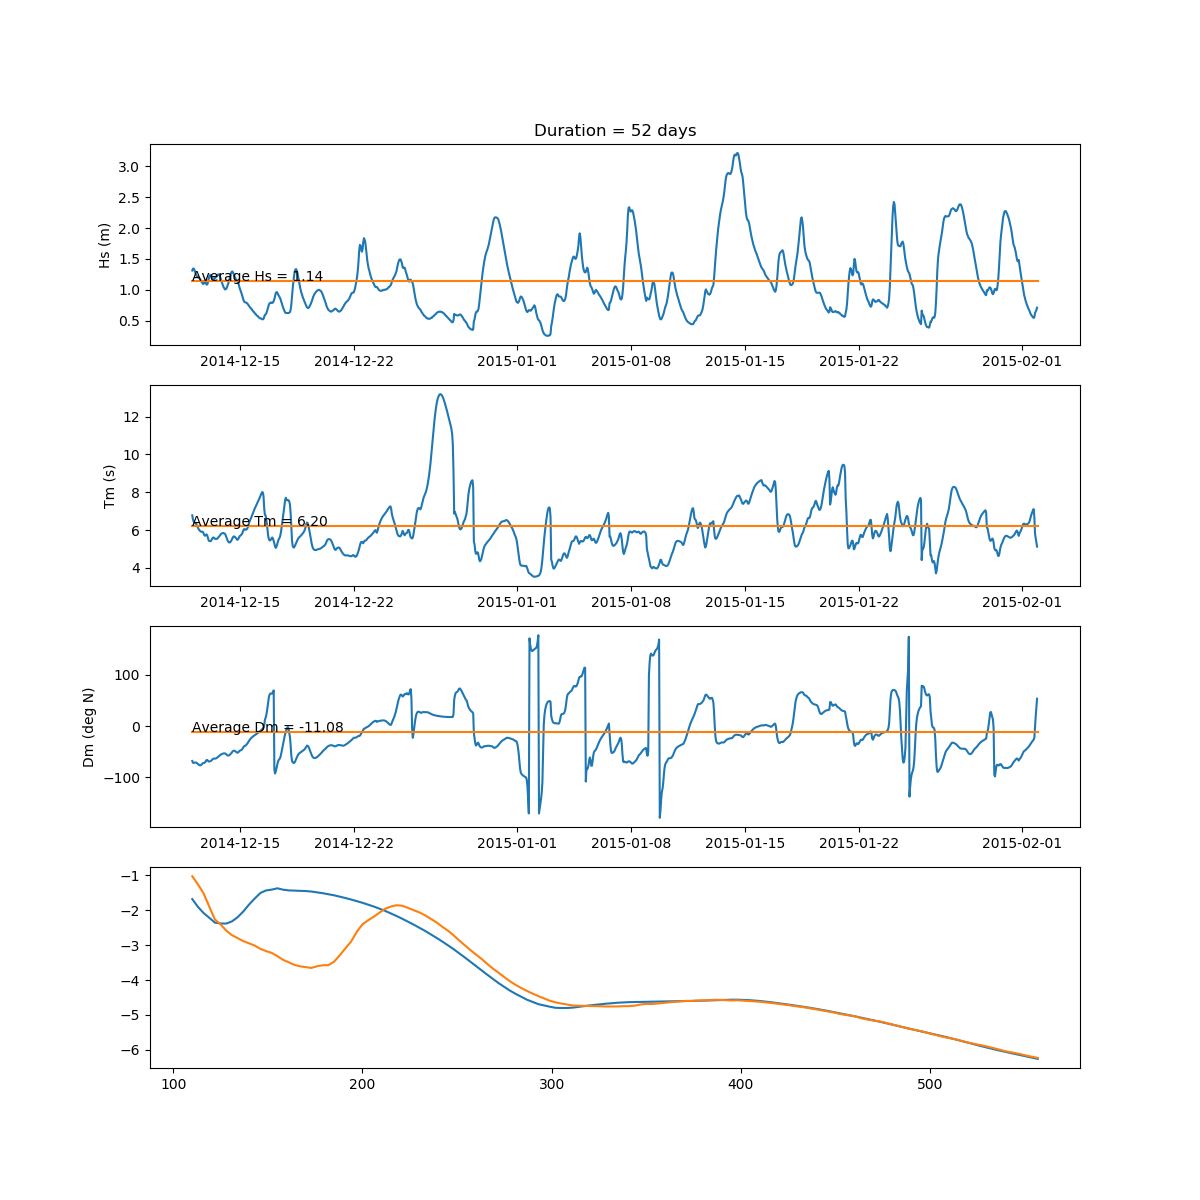 Duration = 52 days
Hs (m)
3.0
2.5
2.0
1.5
1.0
0.5
Average Hs = 1.14
2014-12-15 2014-12-22 2015-01-01 2015-01-08 2015-01-15 2015-01-22 2015-02-01
Tm (s)
12
10
8
6
4
Average Tm = 6.20
2014-12-15 2014-12-22 2015-01-01 2015-01-08 2015-01-15 2015-01-22 2015-02-01
Dm (deg N)
100
0
−100
Average Dm = -11.08
2014-12-15 2014-12-22 2015-01-01 2015-01-08 2015-01-15 2015-01-22 2015-02-01
−1
−2
−3
−4
−5
−6
100 200 300 400 500